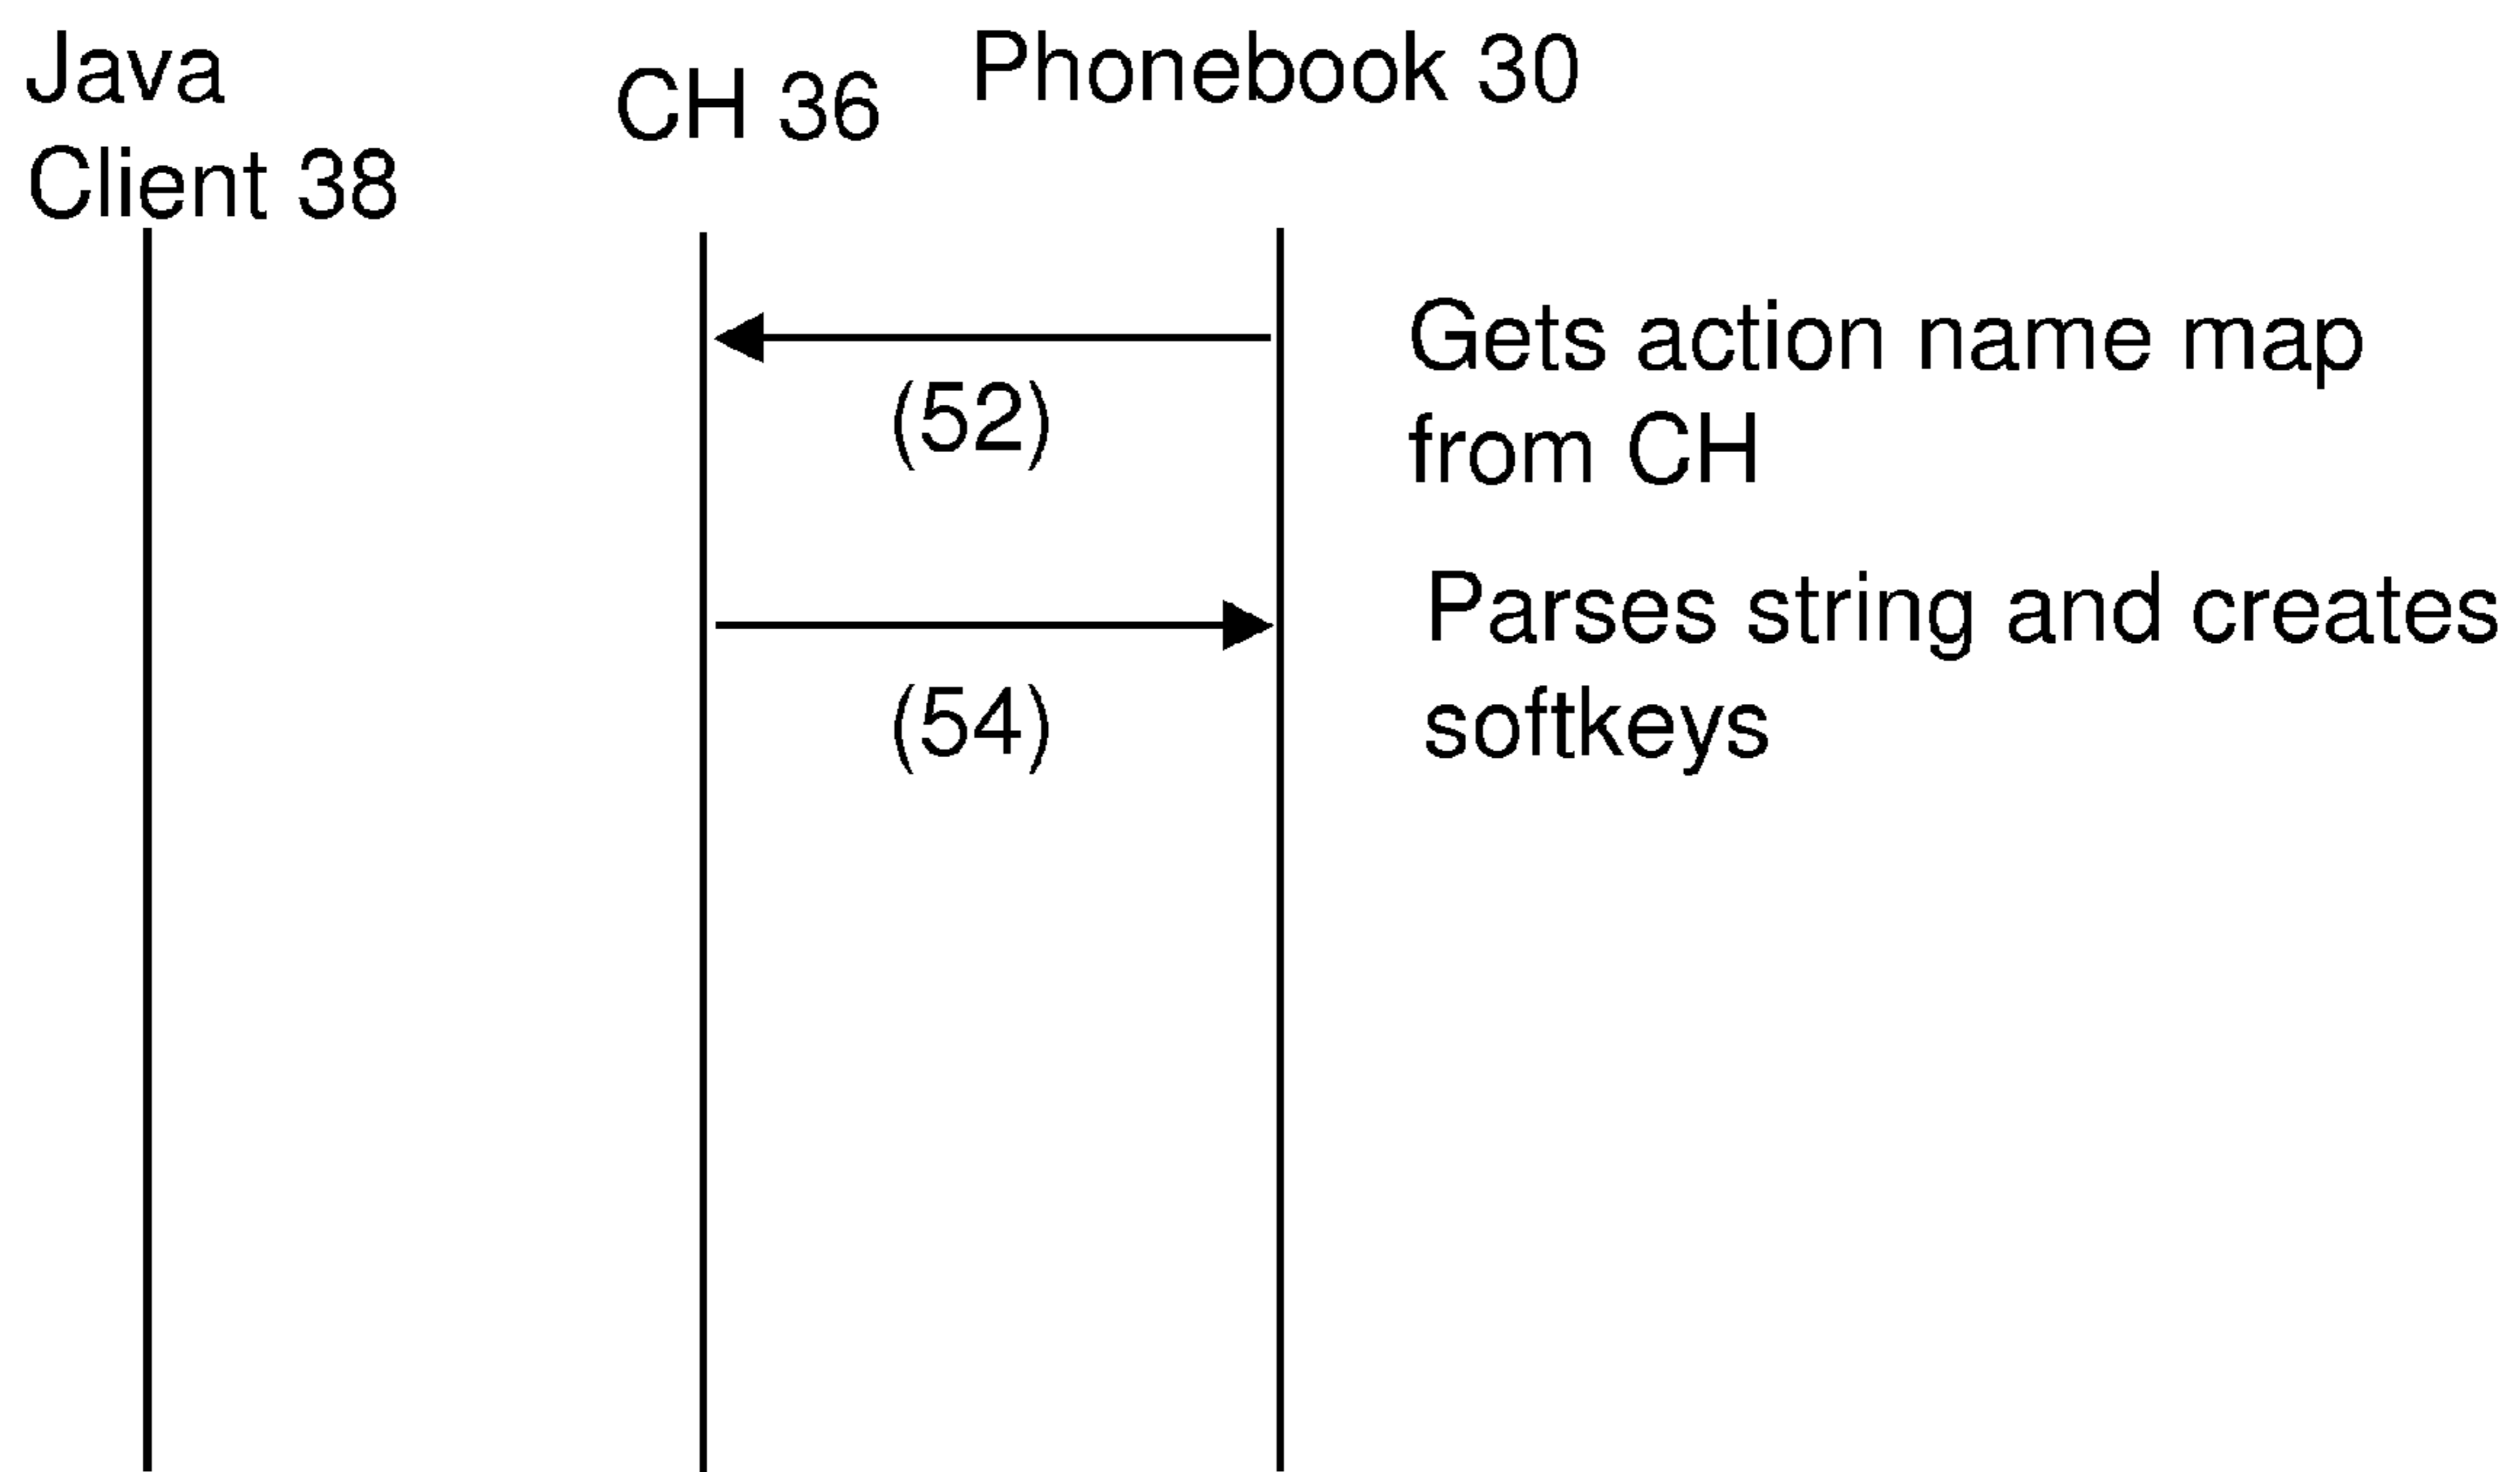 Java
Client 38
CH 36
Phonebook 30
Gets action name map
from CH
(52)
Parses string and creates
softkeys
(54)